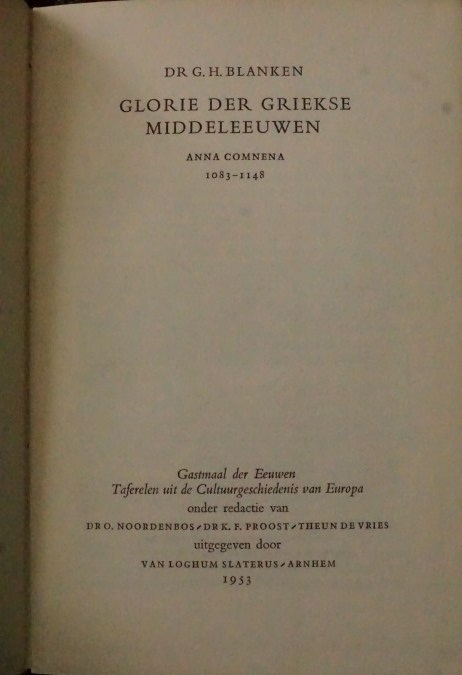 DR G. H. BLANKEN
GLORIE DER GRIEKSE
MIDDELEEUWEN
ANNA COMNENA
1083–1148
Gastmaal der Eeuwen
Taferelen uit de Cultuurgeschiedenis van Europa
onder redactie van
DR O. NOORDENBOS ⁄ DR K. F. PROOST ⁄ THEUN DE VRIES
uitgegeven door
VAN LOGHUM SLATERUS ⁄ ARNHEM
1953